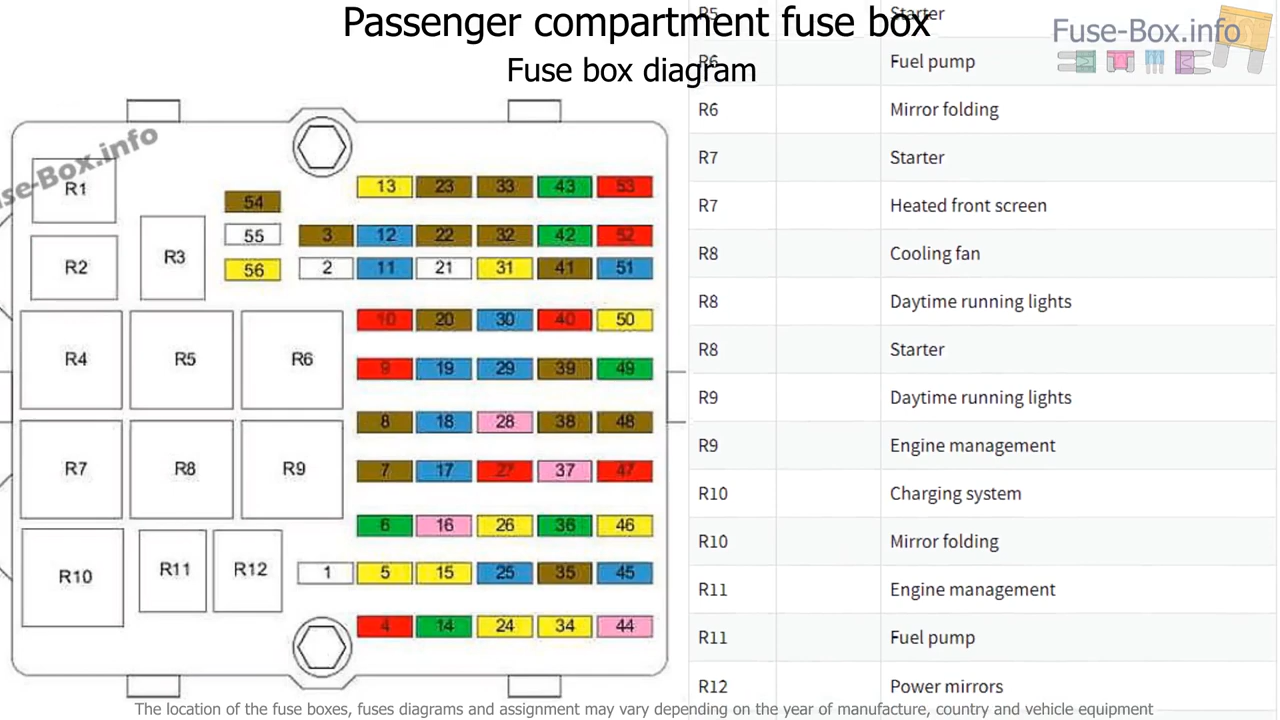 Passenger compartment fuse box
Fuse box diagram
Fuse-Box.info
se-Box.info
R1
R2
R3
R4 R5 R6
R7 R8 R9
R10 R11 R12
54
55
56
13 23 33 43 53
3 12 22 32 42 52
2 11 21 31 41 51
10 20 30 40 50
9 19 29 39 49
8 18 28 38 48
7 17 27 37 47
6 16 26 36 46
1 5 15 25 35 45
4 14 24 34 44
R5 Starter
R6 Fuel pump
R6 Mirror folding
R7 Starter
R7 Heated front screen
R8 Cooling fan
R8 Daytime running lights
R8 Starter
R9 Daytime running lights
R9 Engine management
R10 Charging system
R10 Mirror folding
R11 Engine management
R11 Fuel pump
R12 Power mirrors
The location of the fuse boxes, fuses diagrams and assignment may vary depending on the year of manufacture, country and vehicle equipment